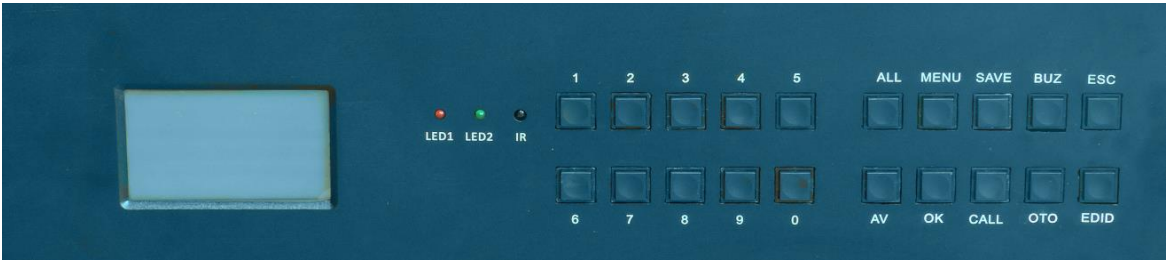 1 2 3 4 5 ALL MENU SAVE BUZ ESC
LED1 LED2 IR
6 7 8 9 0 AV OK CALL OTO EDID